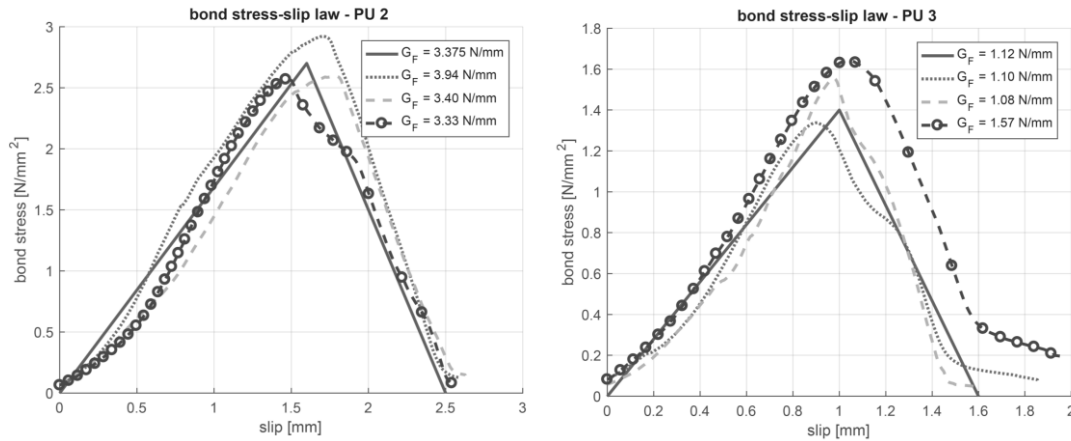 bond stress-slip law - PU 2
G_F = 3.375 N/mm
G_F = 3.94 N/mm
G_F = 3.40 N/mm
G_F = 3.33 N/mm
bond stress [N/mm²]
3
2.5
2
1.5
1
0.5
0
0 0.5 1 1.5 2 2.5 3
slip [mm]
bond stress-slip law - PU 3
G_F = 1.12 N/mm
G_F = 1.10 N/mm
G_F = 1.08 N/mm
G_F = 1.57 N/mm
bond stress [N/mm²]
1.8
1.6
1.4
1.2
1
0.8
0.6
0.4
0.2
0
0 0.2 0.4 0.6 0.8 1 1.2 1.4 1.6 1.8 2
slip [mm]